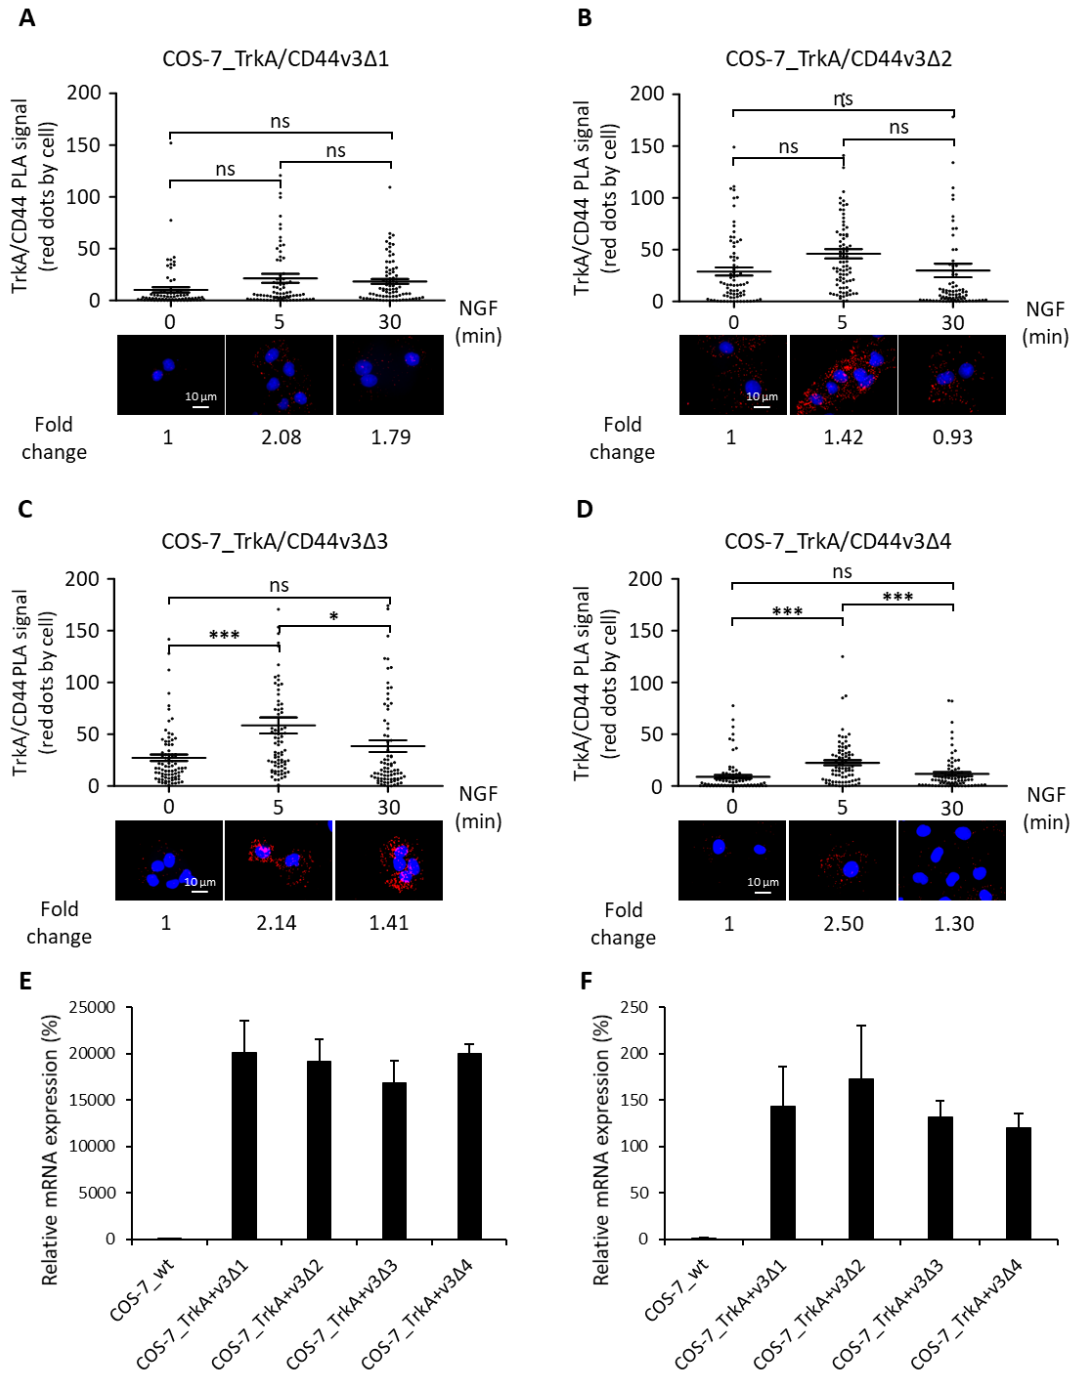 A
COS-7_TrkA/CD44v3Δ1
TrkA/CD44 PLA signal
(red dots by cell)
200
150
100
50
0
ns
ns
ns
0 5 30
NGF
(min)
10 µm
Fold
change
1 2.08 1.79
B
COS-7_TrkA/CD44v3Δ2
TrkA/CD44 PLA signal
(red dots by cell)
200
150
100
50
0
ns
ns
ns
0 5 30
NGF
(min)
10 µm
Fold
change
1 1.42 0.93
C
COS-7_TrkA/CD44v3Δ3
TrkA/CD44 PLA signal
(red dots by cell)
200
150
100
50
0
ns
***
*
0 5 30
NGF
(min)
10 µm
Fold
change
1 2.14 1.41
D
COS-7_TrkA/CD44v3Δ4
TrkA/CD44 PLA signal
(red dots by cell)
200
150
100
50
0
ns
***
***
0 5 30
NGF
(min)
10 µm
Fold
change
1 2.50 1.30
E
Relative mRNA expression (%)
25000
20000
15000
10000
5000
0
COS-7_wt
COS-7_TrkA+v3Δ1
COS-7_TrkA+v3Δ2
COS-7_TrkA+v3Δ3
COS-7_TrkA+v3Δ4
F
Relative mRNA expression (%)
250
200
150
100
50
0
COS-7_wt
COS-7_TrkA+v3Δ1
COS-7_TrkA+v3Δ2
COS-7_TrkA+v3Δ3
COS-7_TrkA+v3Δ4